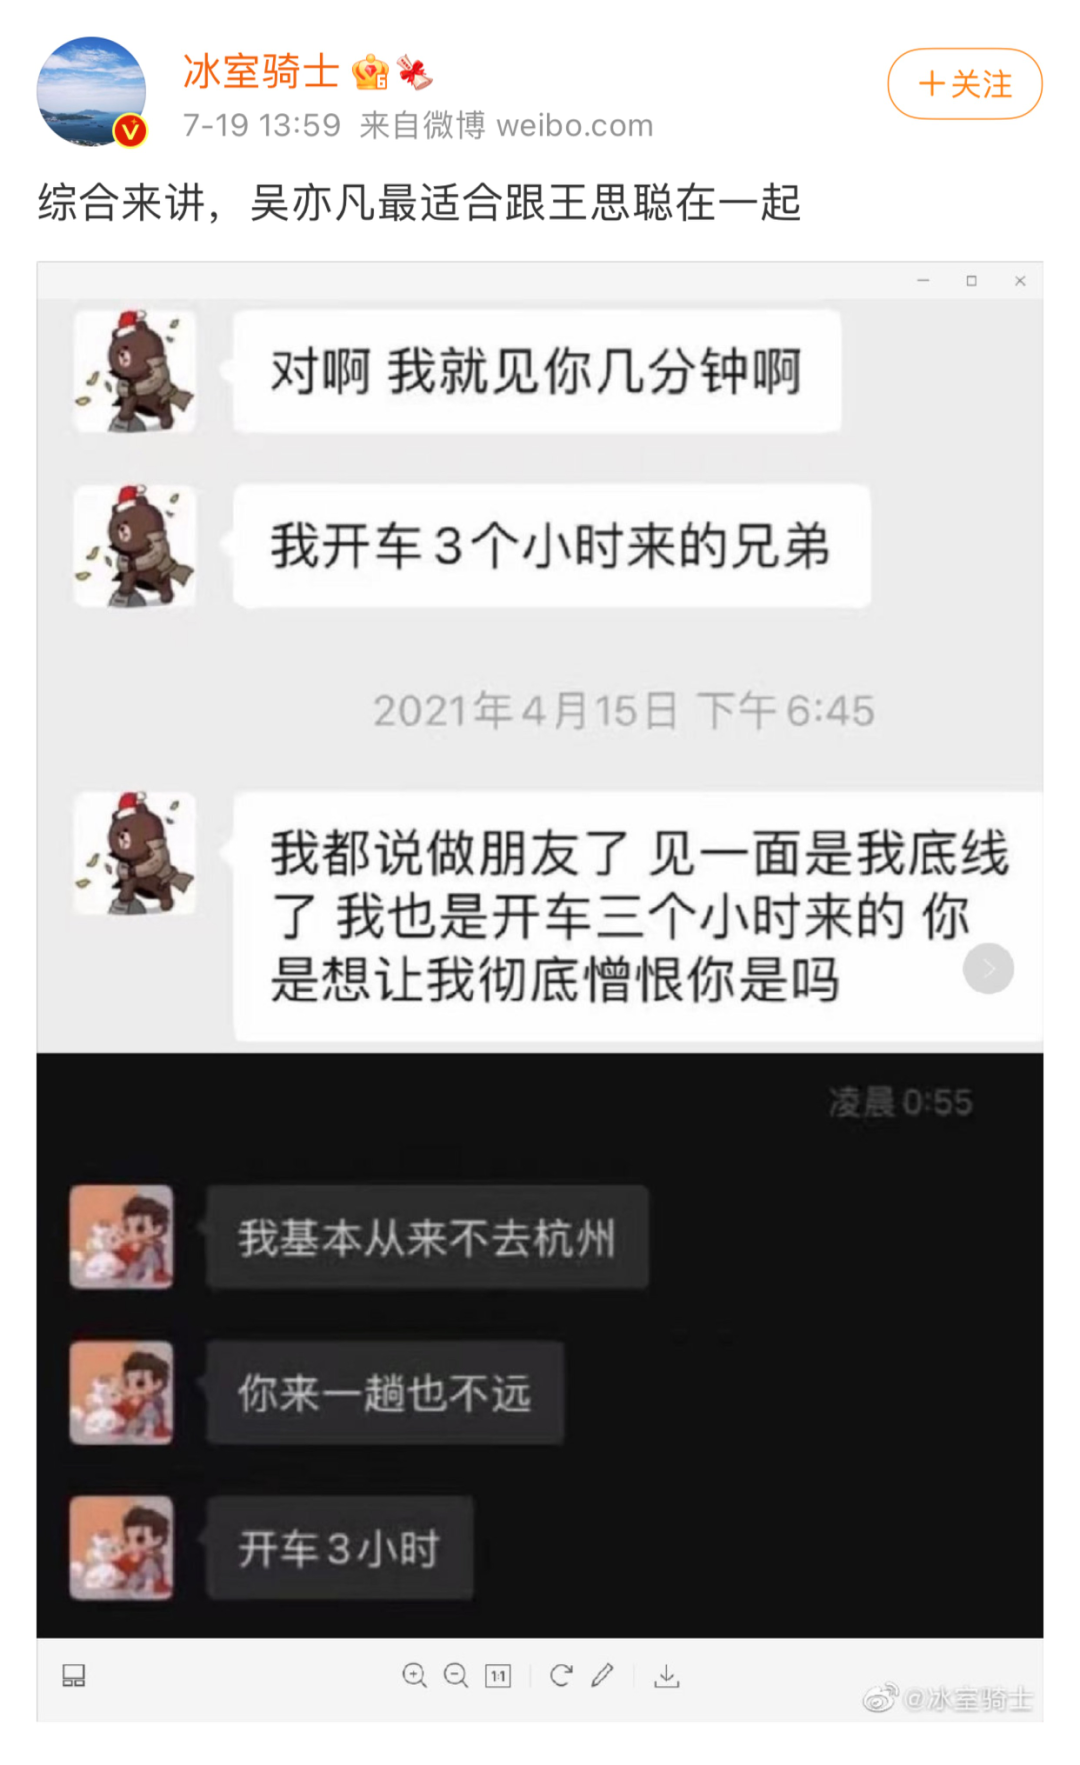 冰室骑士
7-19 13:59 来自微博 weibo.com
+关注
综合来讲，吴亦凡最适合跟王思聪在一起
对啊 我就见你几分钟啊
我开车3个小时来的兄弟
2021年4月15日 下午6:45
我都说做朋友了 见一面是我底线
了 我也是开车三个小时来的 你
是想让我彻底憎恨你是吗
凌晨0:55
我基本从来不去杭州
你来一趟也不远
开车3小时
1:1
@冰室骑士